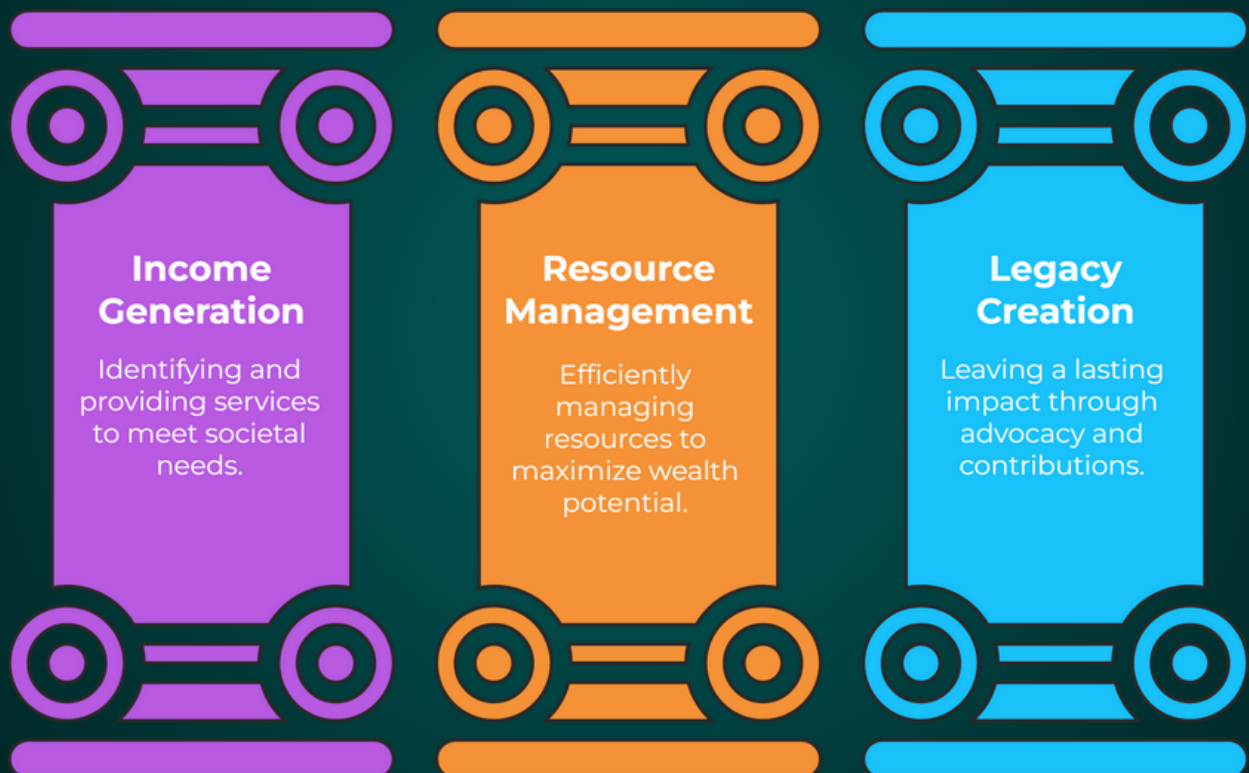 Income
Generation
Identifying and
providing services
to meet societal
needs.
Resource
Management
Efficiently
managing
resources to
maximize wealth
potential.
Legacy
Creation
Leaving a lasting
impact through
advocacy and
contributions.